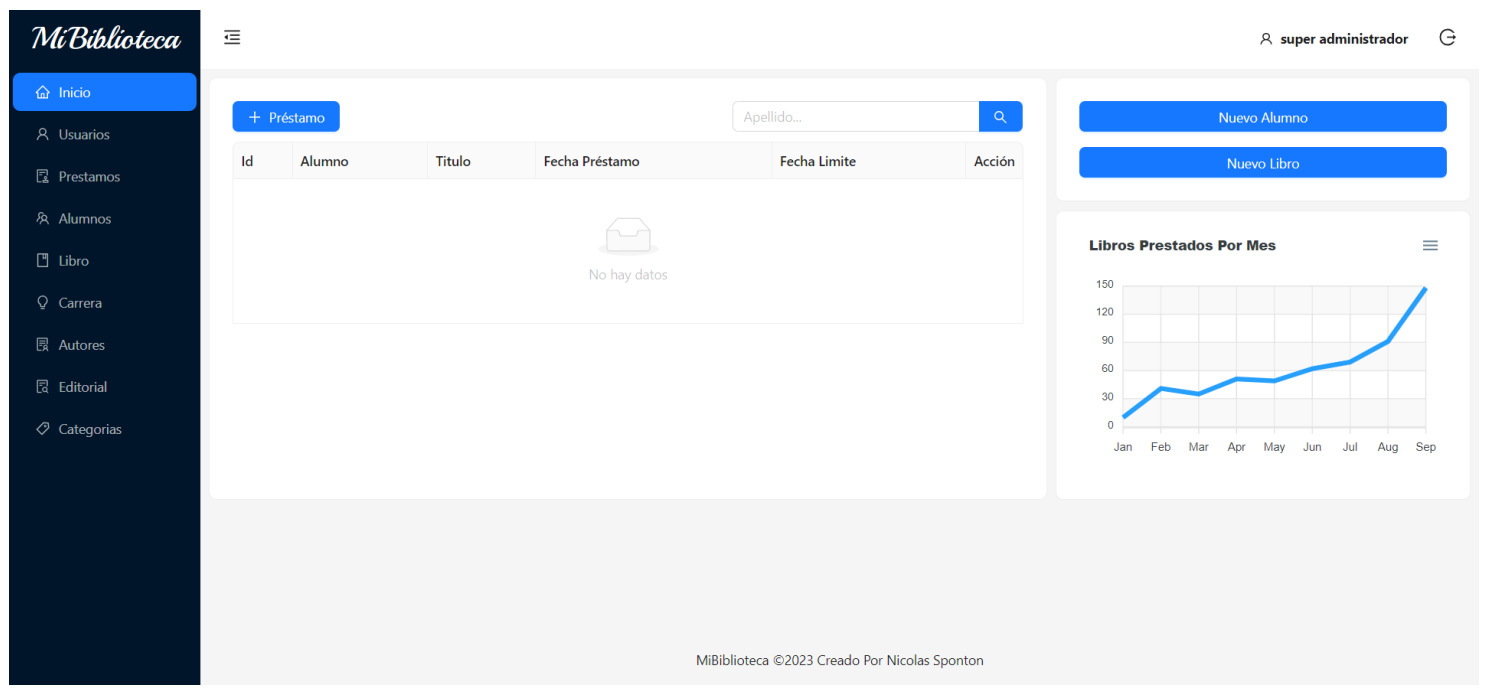 MiBiblioteca
super administrador
Inicio
Usuarios
Prestamos
Alumnos
Libro
Carrera
Autores
Editorial
Categorias
+ Préstamo
Apellido...
Id Alumno Titulo Fecha Préstamo Fecha Limite Acción
No hay datos
Nuevo Alumno
Nuevo Libro
Libros Prestados Por Mes
150
120
90
60
30
0
Jan Feb Mar Apr May Jun Jul Aug Sep
MiBiblioteca ©2023 Creado Por Nicolas Sponton